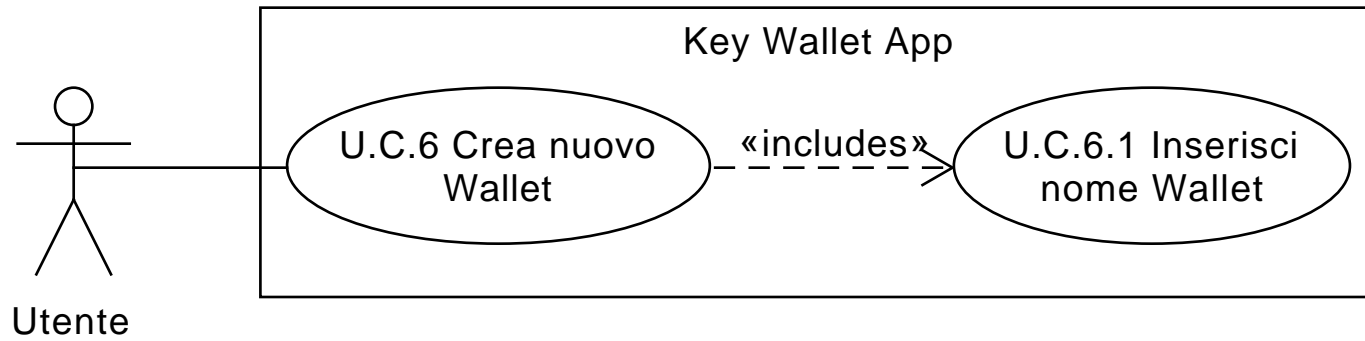 Key Wallet App
U.C.6 Crea nuovo
Wallet
«includes»
U.C.6.1 Inserisci
nome Wallet
Utente